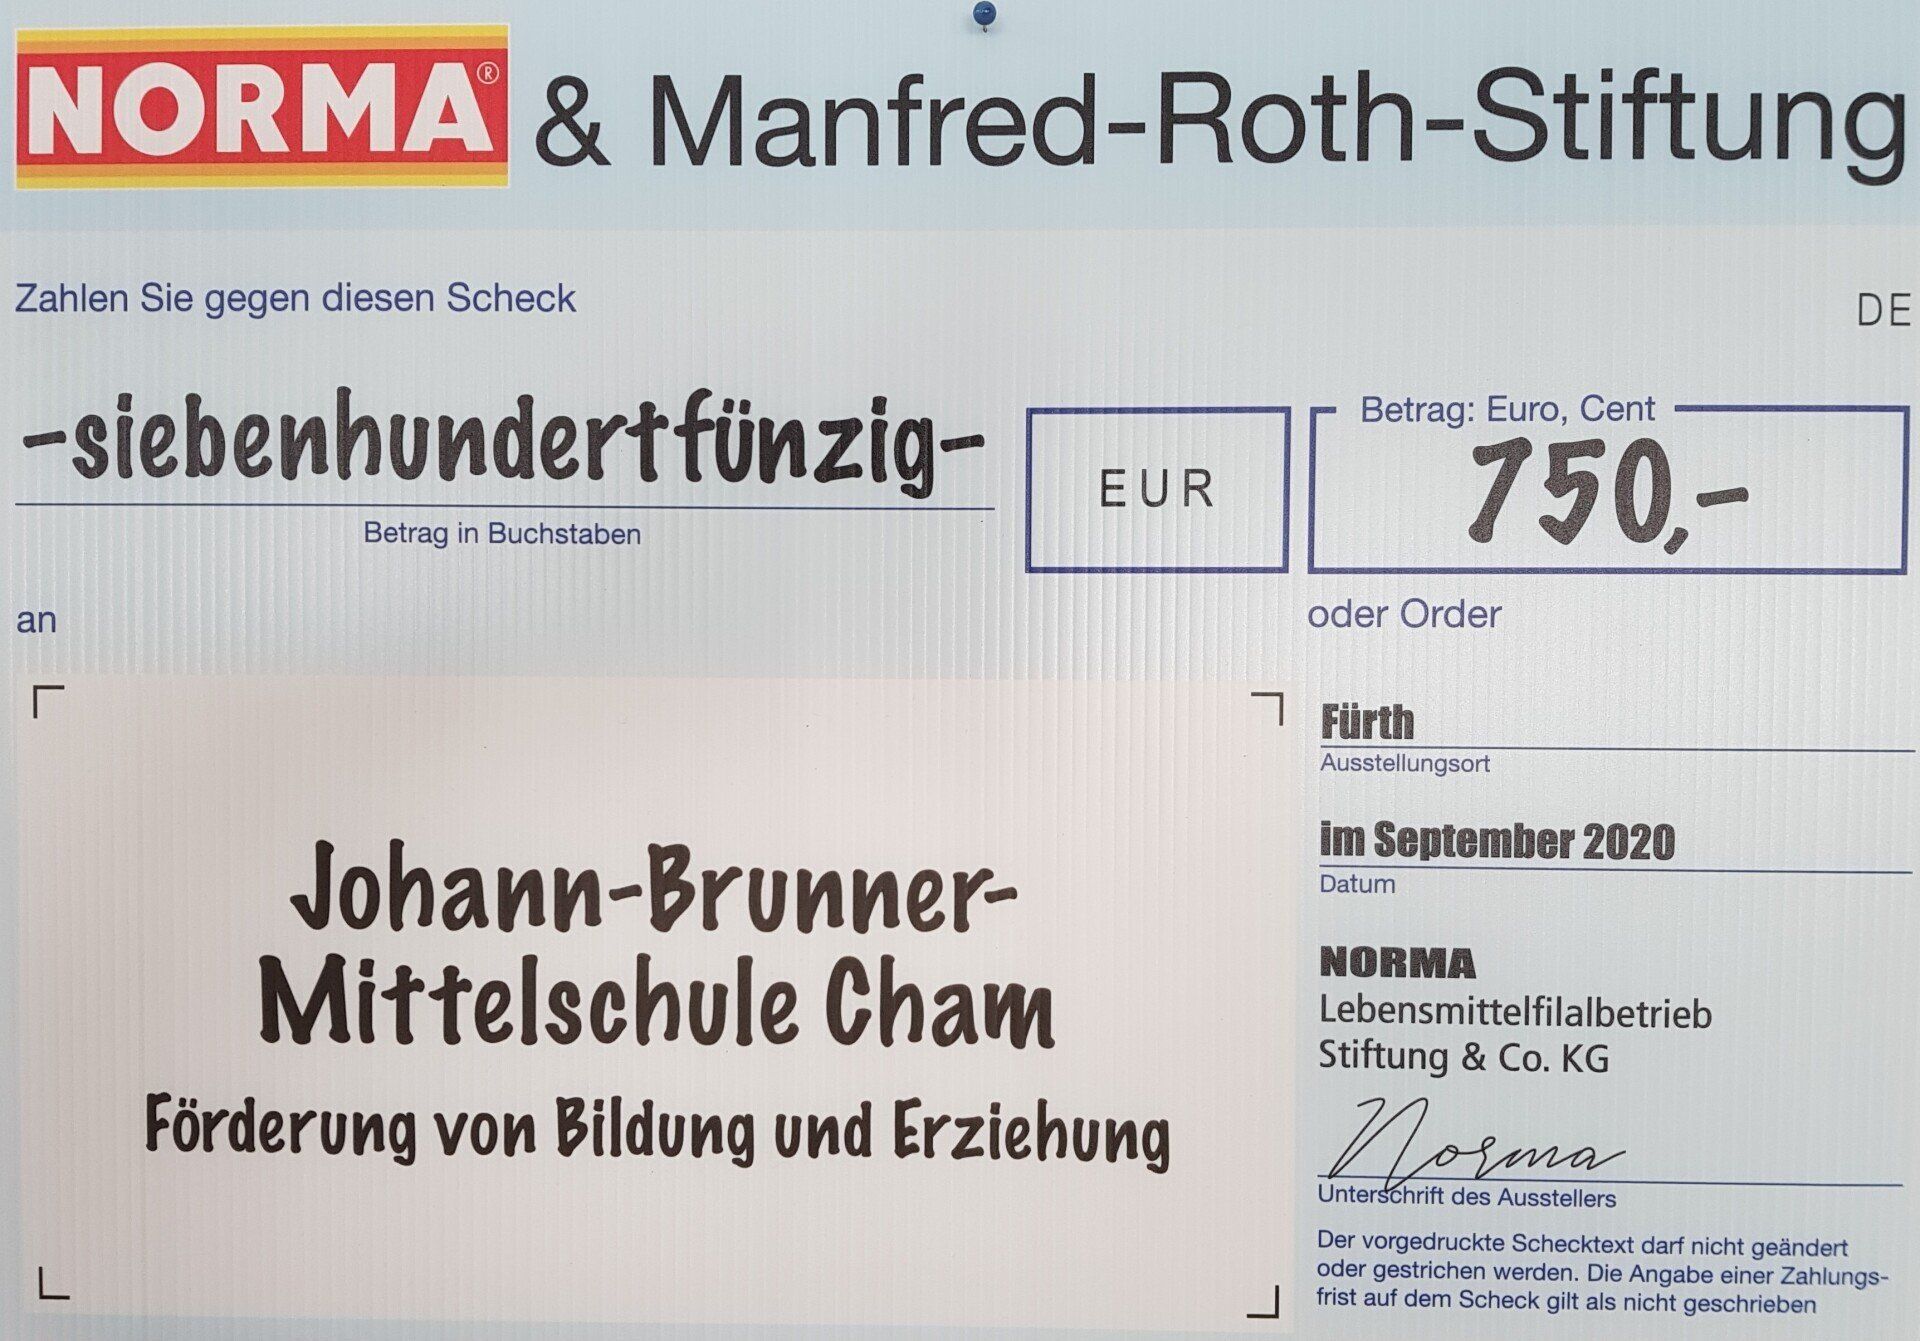 NORMA® & Manfred-Roth-Stiftung
Zahlen Sie gegen diesen Scheck
DE
-siebenhundertfünzig-
Betrag in Buchstaben
EUR
Betrag: Euro, Cent
750,-
an
oder Order
Johann-Brunner-
Mittelschule Cham
Förderung von Bildung und Erziehung
Fürth
Ausstellungsort
im September 2020
Datum
NORMA
Lebensmittelfilalbetrieb
Stiftung & Co. KG
Norma
Unterschrift des Ausstellers
Der vorgedruckte Schecktext darf nicht geändert
oder gestrichen werden. Die Angabe einer Zahlungs-
frist auf dem Scheck gilt als nicht geschrieben